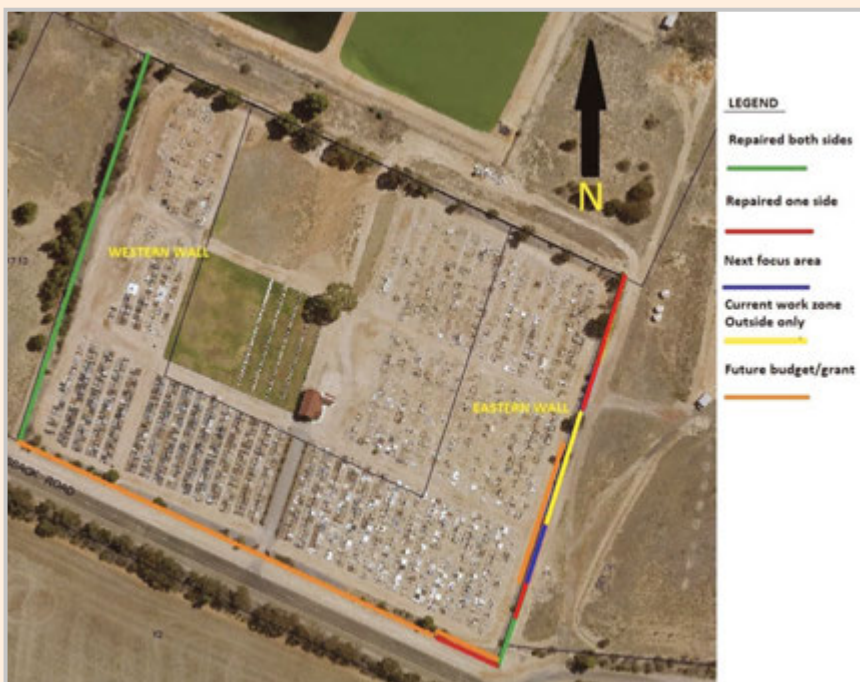 N
WESTERN WALL
EASTERN WALL
ROAD
LEGEND
Repaired both sides
Repaired one side
Next focus area
Current work zone
Outside only
Future budget/grant